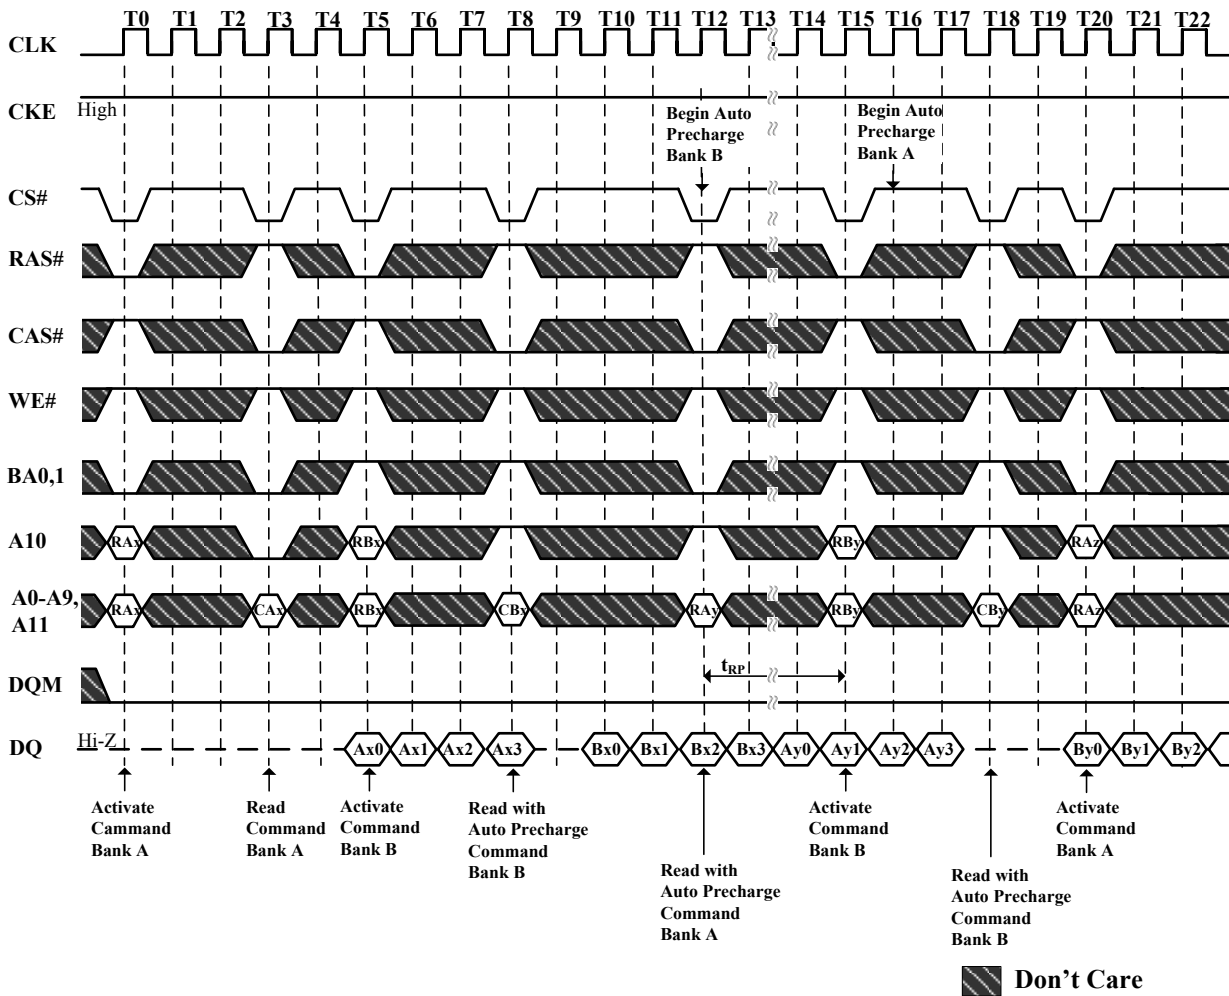 T0 T1 T2 T3 T4 T5 T6 T7 T8 T9 T10 T11 T12 T13 T14 T15 T16 T17 T18 T19 T20 T21 T22
CLK
CKE High
Begin Auto
Precharge
Bank B
Begin Auto
Precharge
Bank A
CS#
RAS#
CAS#
WE#
BA0,1
A10 RAx RBx RBy RAz
A0-A9,
A11
RAx CAx RBx CBx RAy RBy CBy RAz
tRP
DQM
DQ Hi-Z Ax0 Ax1 Ax2 Ax3 Bx0 Bx1 Bx2 Bx3 Ay0 Ay1 Ay2 Ay3 By0 By1 By2
Activate
Cammand
Bank A
Read
Command
Bank A
Activate
Command
Bank B
Read with
Auto Precharge
Command
Bank B
Read with
Auto Precharge
Command
Bank A
Activate
Command
Bank B
Read with
Auto Precharge
Command
Bank B
Activate
Command
Bank A
Don't Care